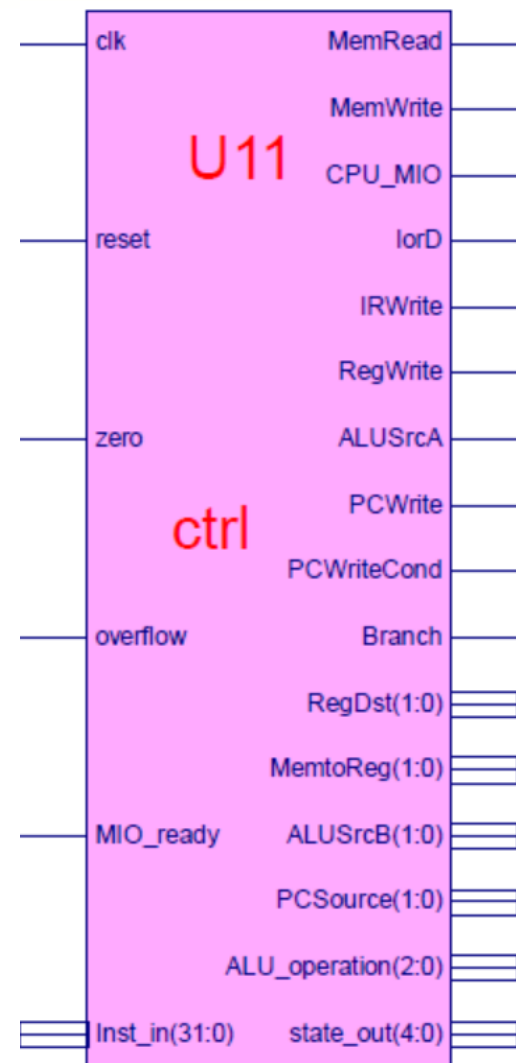 clk MemRead
MemWrite
U11
CPU_MIO
reset IorD
IRWrite
RegWrite
zero ALUSrcA
PCWrite
ctrl
PCWriteCond
overflow Branch
RegDst(1:0)
MemtoReg(1:0)
MIO_ready ALUSrcB(1:0)
PCSource(1:0)
ALU_operation(2:0)
Inst_in(31:0) state_out(4:0)